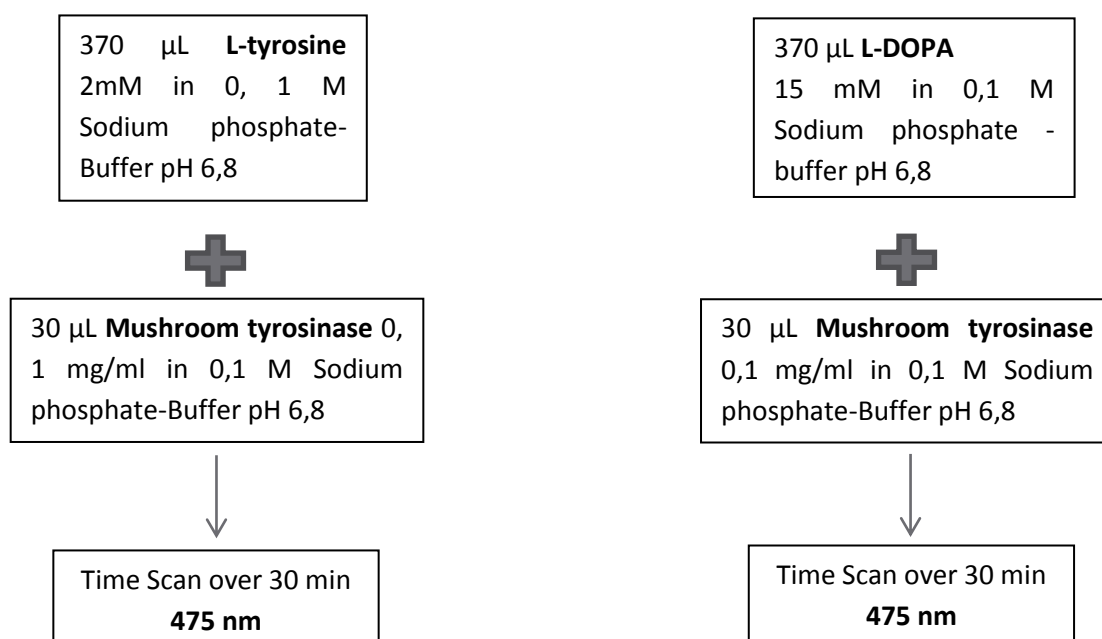 370 µL L-tyrosine
2mM in 0, 1 M
Sodium phosphate-
Buffer pH 6,8
30 µL Mushroom tyrosinase 0,
1 mg/ml in 0,1 M Sodium
phosphate-Buffer pH 6,8
Time Scan over 30 min
475 nm
370 µL L-DOPA
15 mM in 0,1 M
Sodium phosphate -
buffer pH 6,8
30 µL Mushroom tyrosinase
0,1 mg/ml in 0,1 M Sodium
phosphate-Buffer pH 6,8
Time Scan over 30 min
475 nm